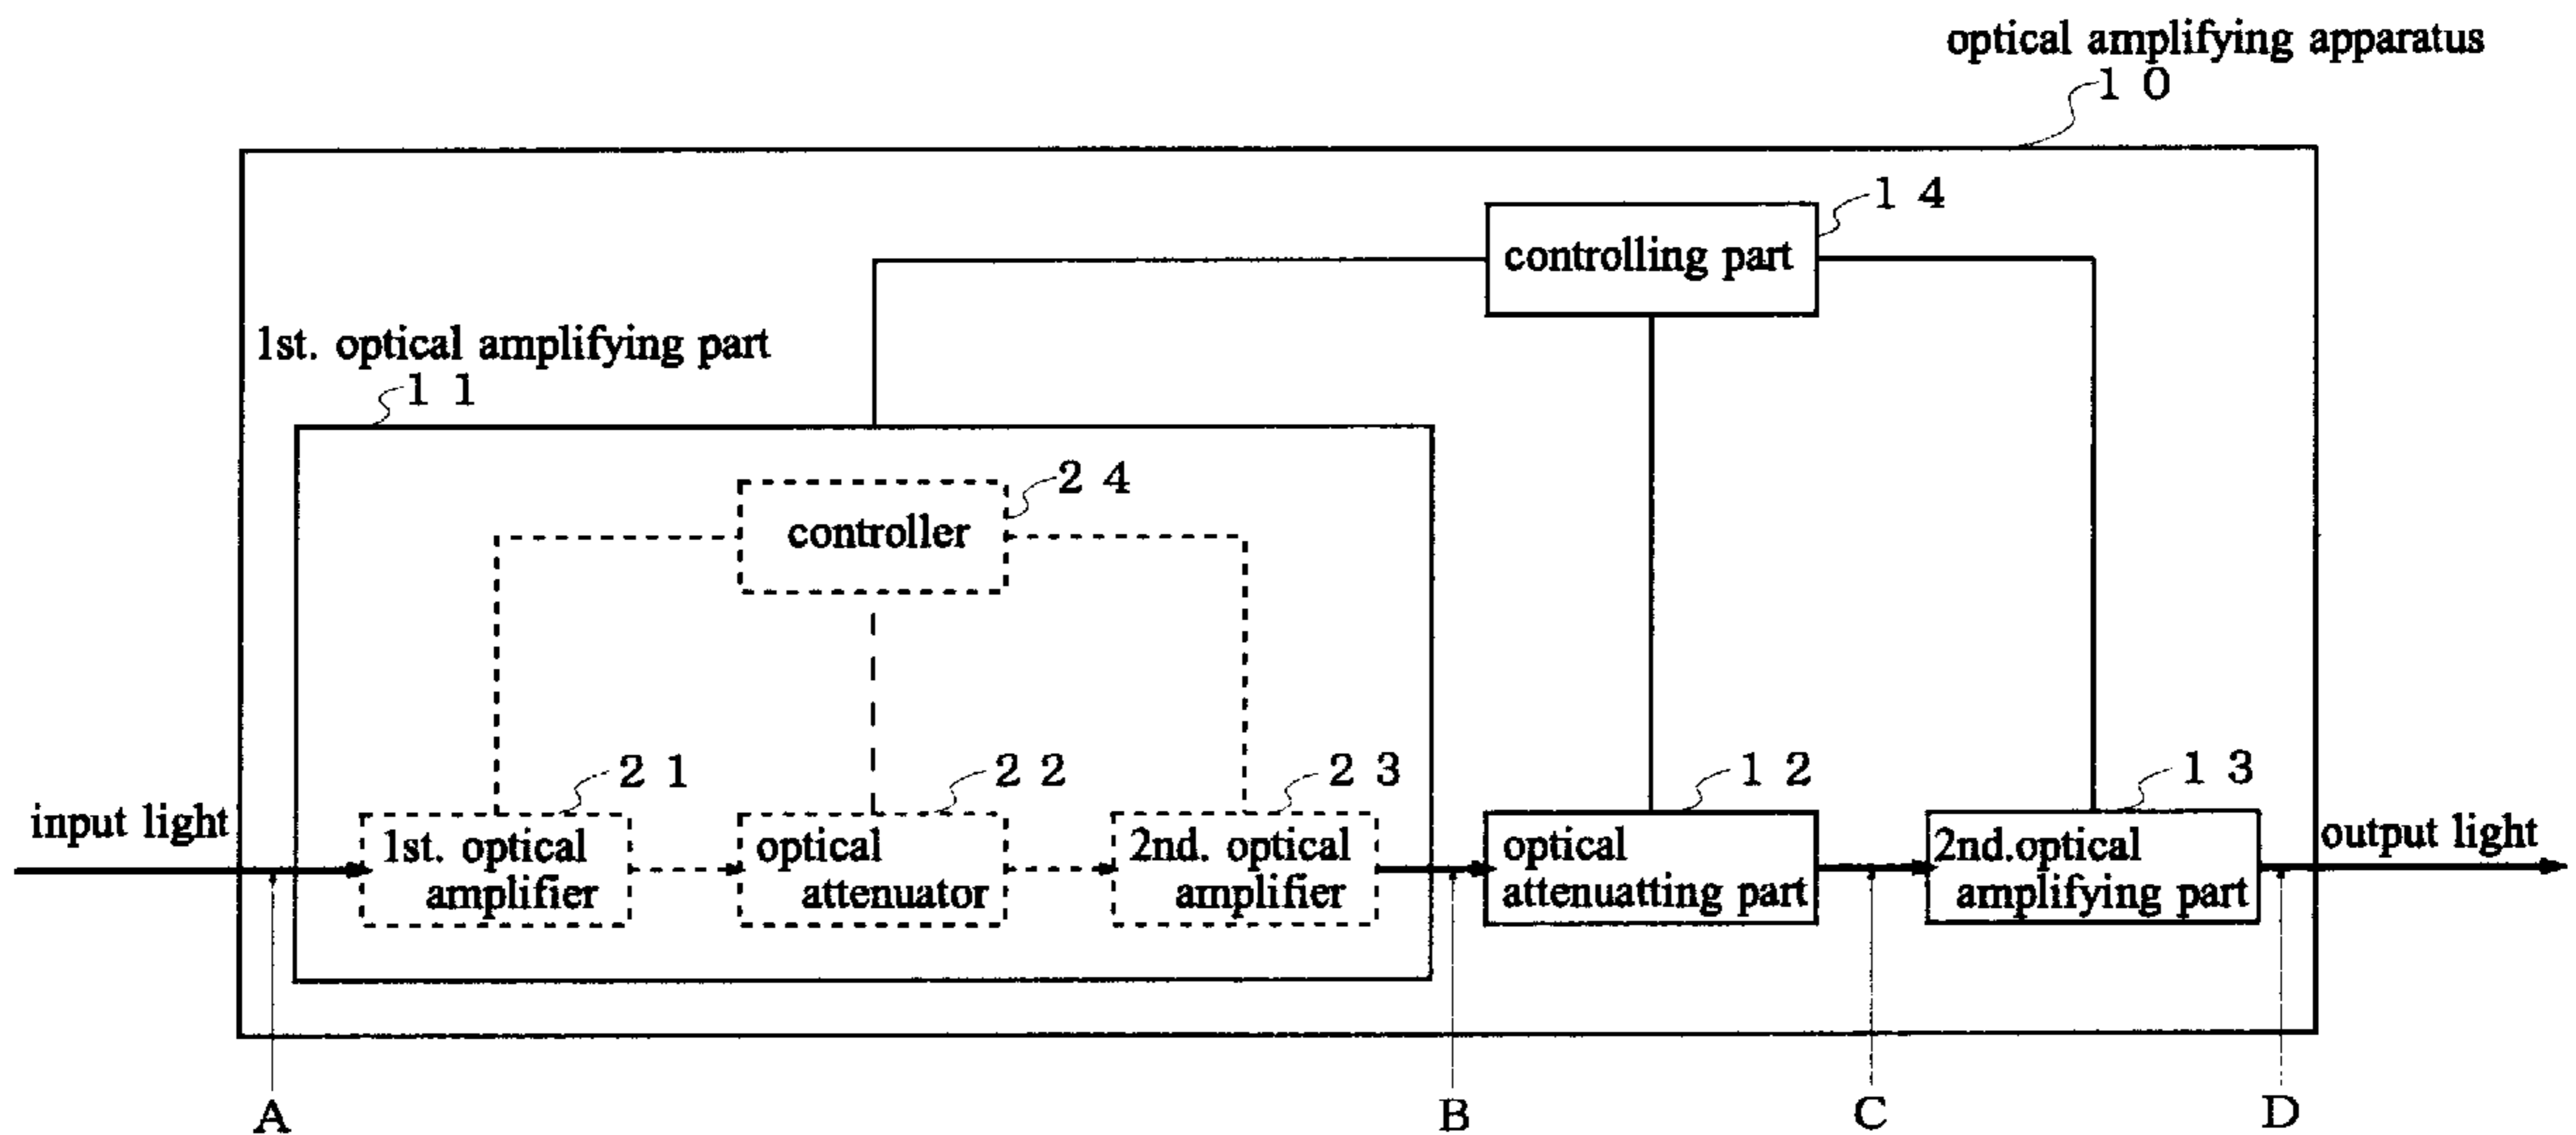 optical amplifying apparatus
1 0
1 4
controlling part
1st. optical amplifying part
1 1
2 4
controller
2 1
2 2
2 3
1 2
1 3
input light
1st. optical
amplifier
optical
attenuator
2nd. optical
amplifier
optical
attenuatting part
2nd.optical
amplifying part
output light
A
B
C
D